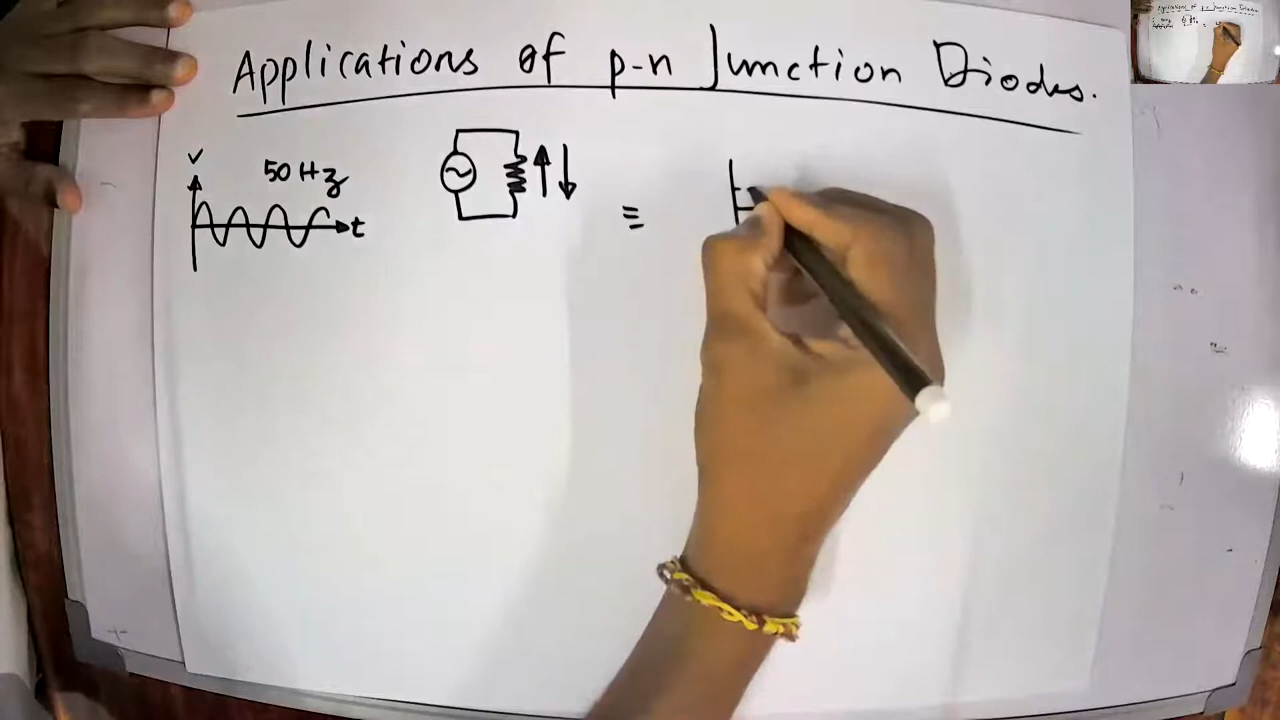 Applications of p-n Junction Diodes.
V
50 Hz
t
≡